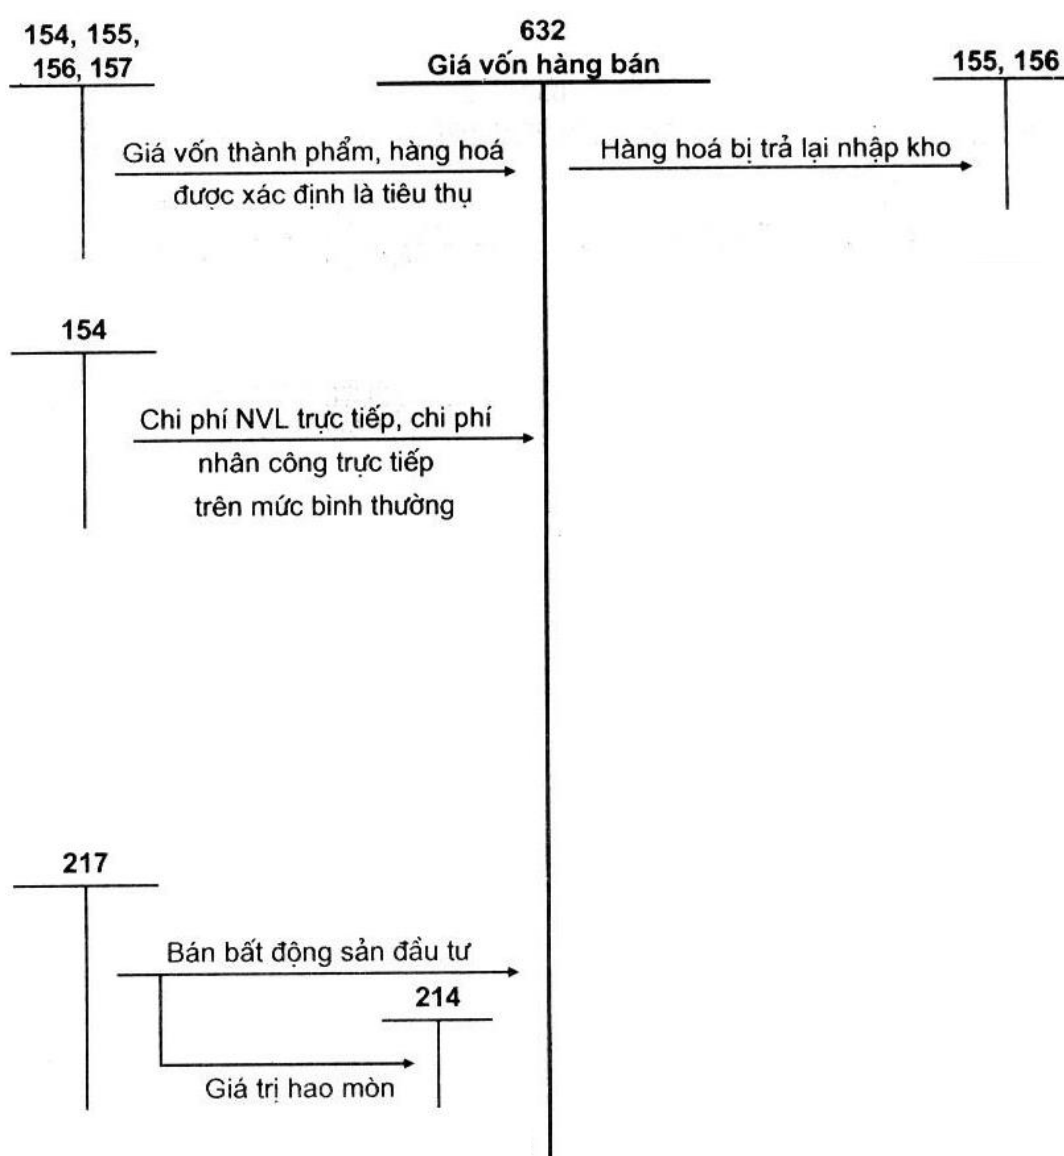 154, 155,
156, 157
632
Giá vốn hàng bán
155, 156
Giá vốn thành phẩm, hàng hoá
được xác định là tiêu thụ
Hàng hoá bị trả lại nhập kho
154
Chi phí NVL trực tiếp, chi phí
nhân công trực tiếp
trên mức bình thường
217
Bán bất động sản đầu tư
214
Giá trị hao mòn